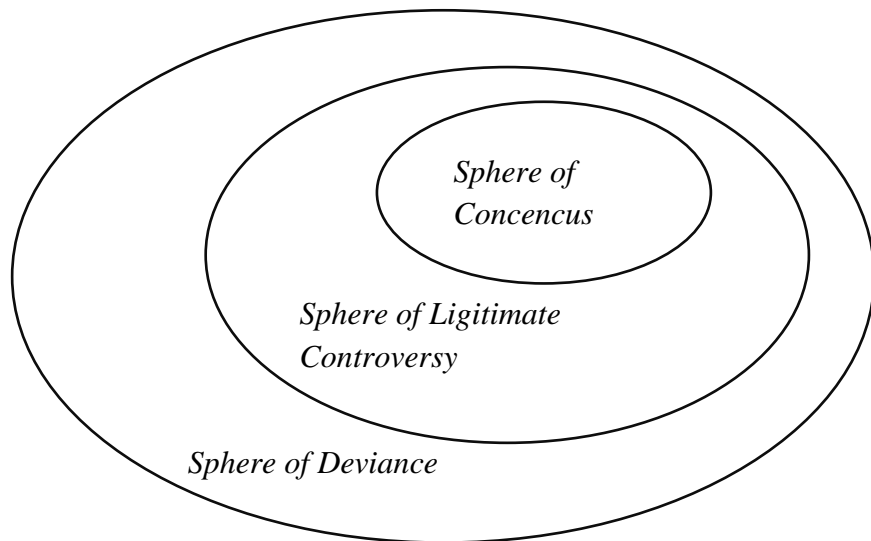 Sphere of
Concencus
Sphere of Ligitimate
Controversy
Sphere of Deviance